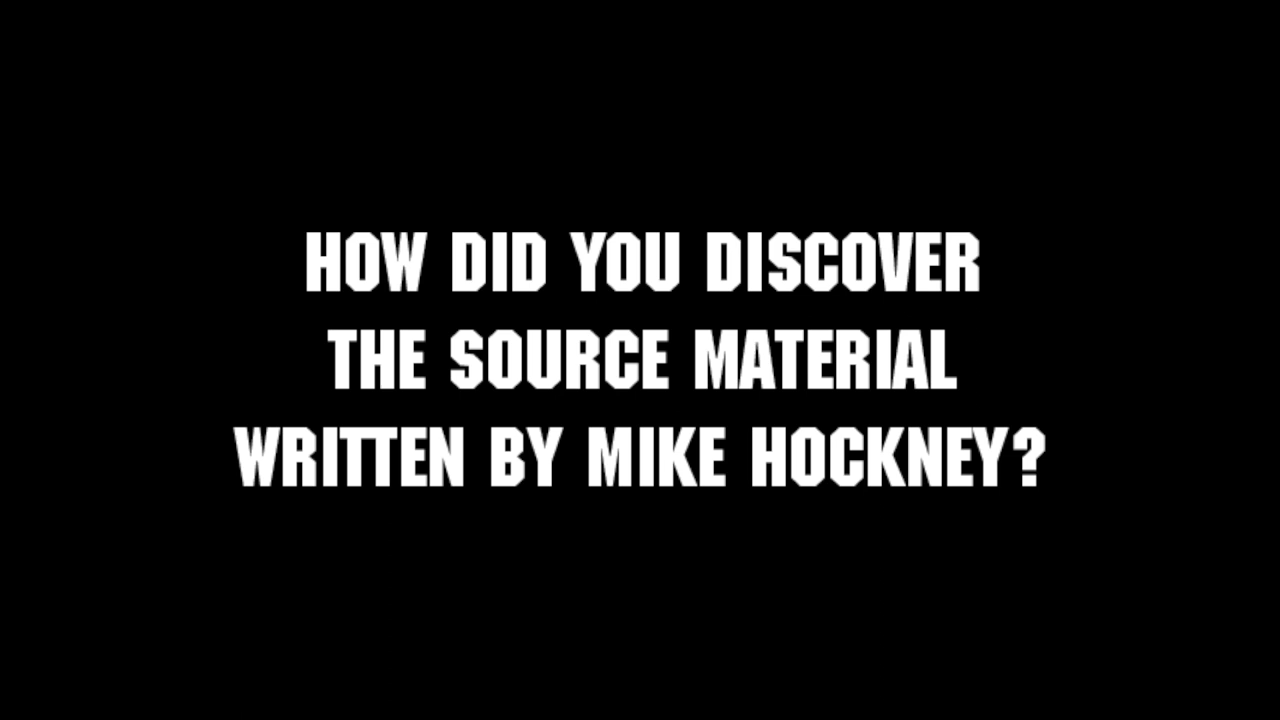 HOW DID YOU DISCOVER
THE SOURCE MATERIAL
WRITTEN BY MIKE HOCKNEY?